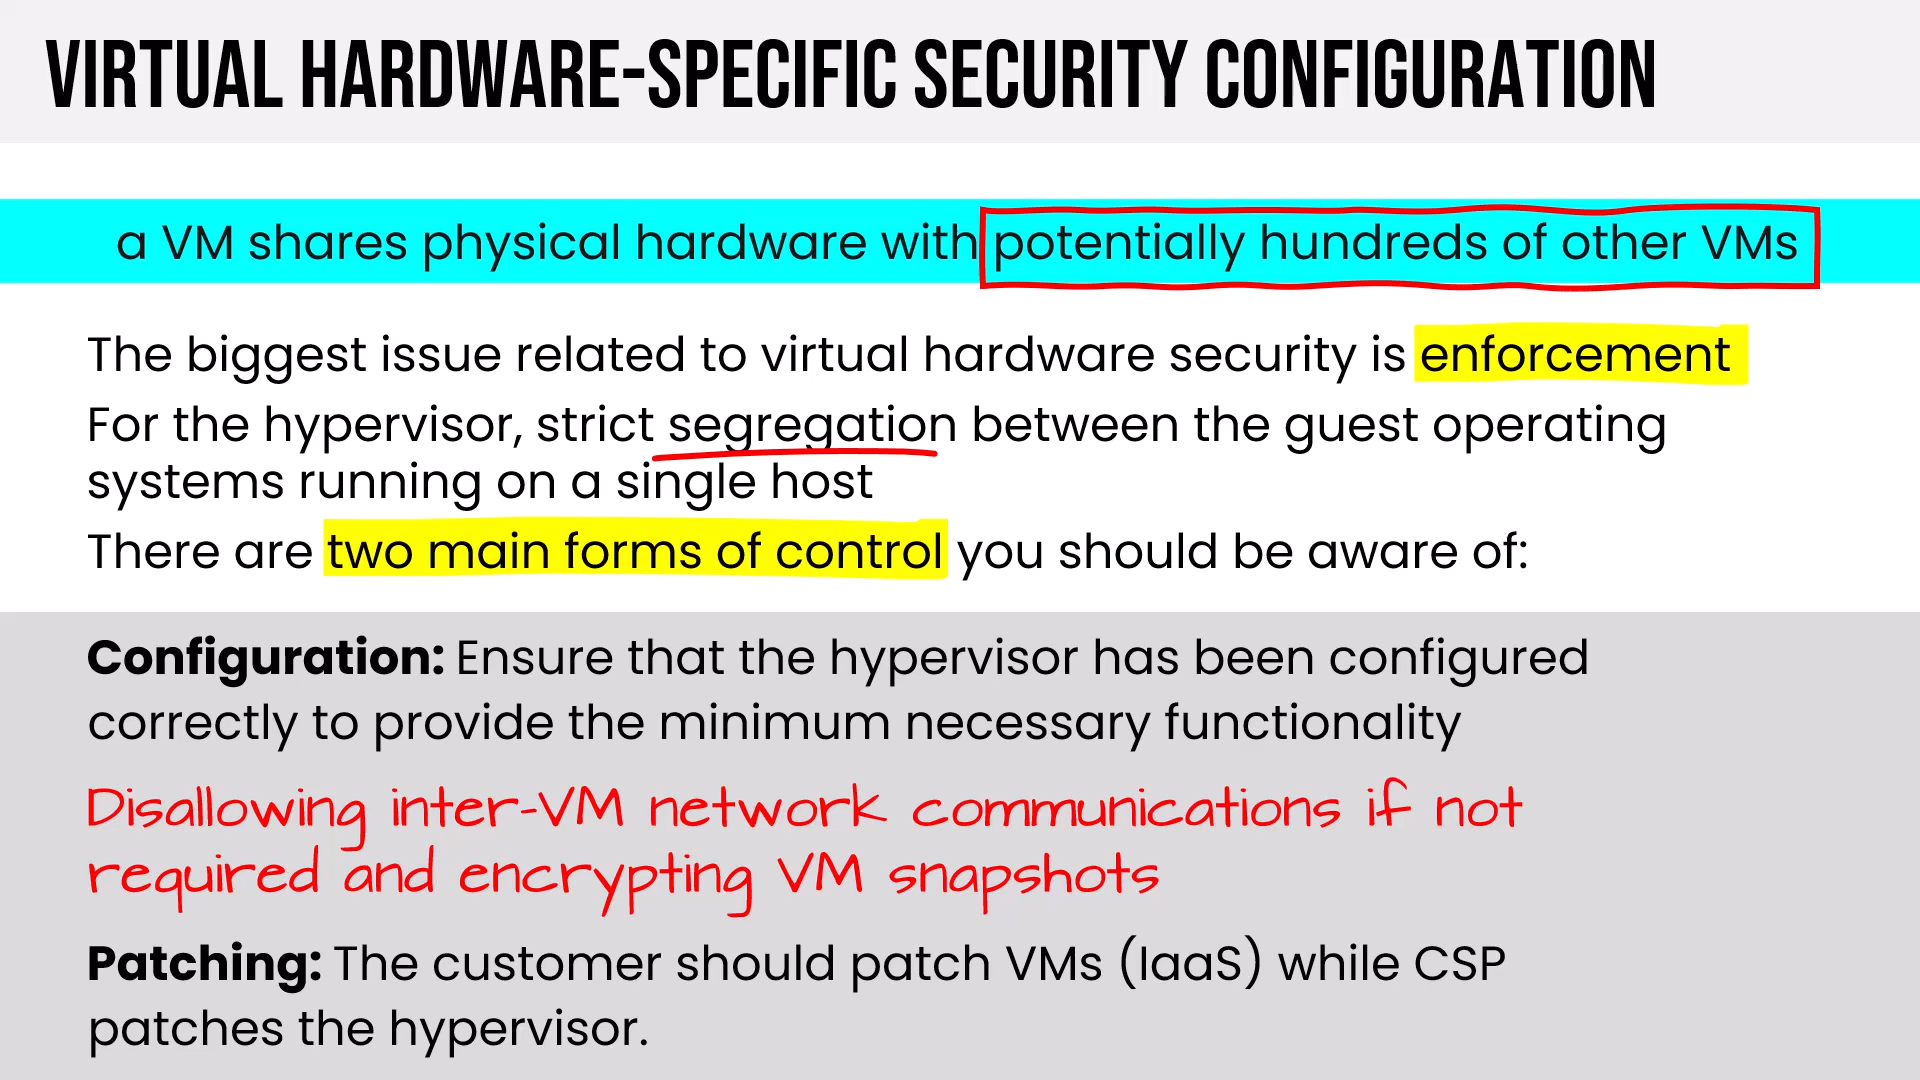 VIRTUAL HARDWARE-SPECIFIC SECURITY CONFIGURATION
a VM shares physical hardware with potentially hundreds of other VMs
The biggest issue related to virtual hardware security is enforcement
For the hypervisor, strict segregation between the guest operating
systems running on a single host
There are two main forms of control you should be aware of:
Configuration: Ensure that the hypervisor has been configured
correctly to provide the minimum necessary functionality
Disallowing inter-VM network communications if not
required and encrypting VM snapshots
Patching: The customer should patch VMs (IaaS) while CSP
patches the hypervisor.